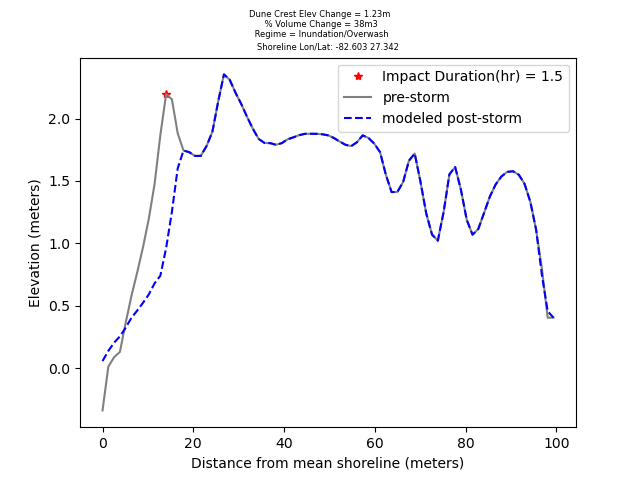 Dune Crest Elev Change = 1.23m
% Volume Change = 38m3
Regime = Inundation/Overwash
Shoreline Lon/Lat: -82.603 27.342
Impact Duration(hr) = 1.5
pre-storm
modeled post-storm
2.0
1.5
1.0
0.5
0.0
Elevation (meters)
0 20 40 60 80 100
Distance from mean shoreline (meters)